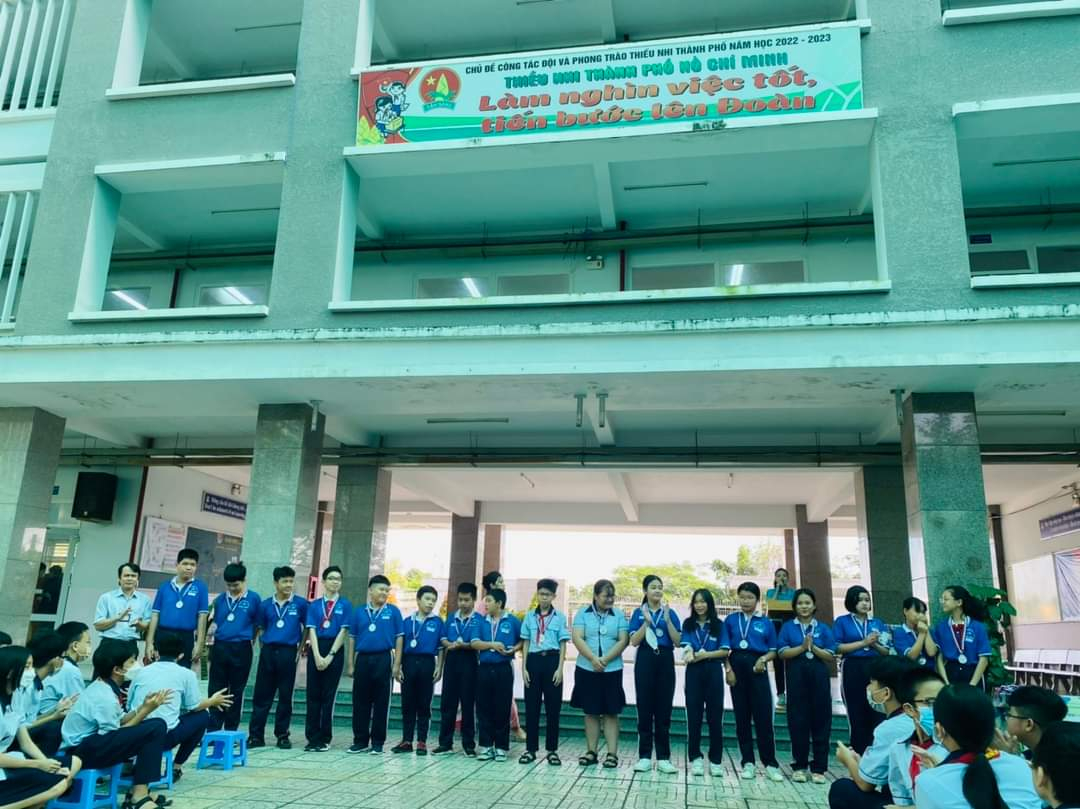 CHỦ ĐỀ CÔNG TÁC ĐỘI VÀ PHONG TRÀO THIẾU NHI THÀNH PHỐ NĂM HỌC 2022 - 2023
THIẾU NHI THÀNH PHỐ HỒ CHÍ MINH
Làm nghìn việc tốt,
tiến bước lên Đoàn